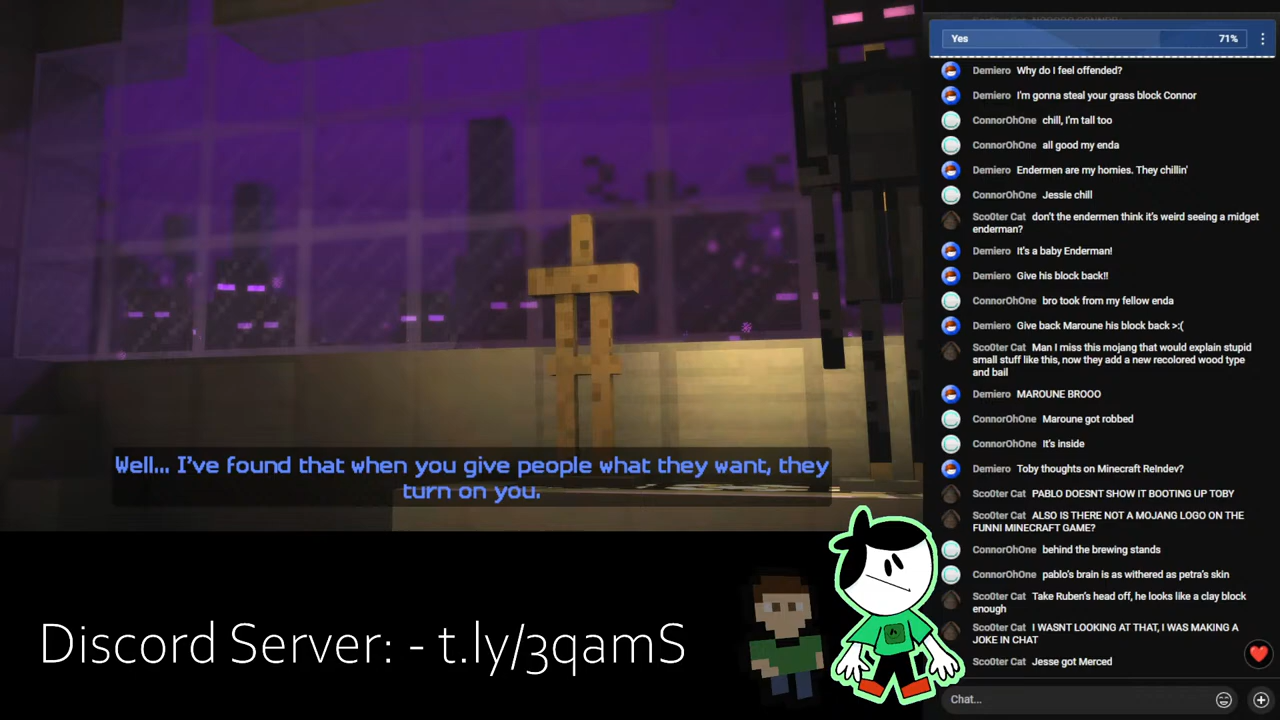 Yes
71%
Demiero Why do I feel offended?
Demiero I'm gonna steal your grass block Connor
ConnorOhOne chill, I'm tall too
ConnorOhOne all good my enda
Demiero Endermen are my homies. They chillin'
ConnorOhOne Jessie chill
Sco0ter Cat don't the endermen think it's weird seeing a midget
enderman?
Demiero It's a baby Enderman!
Demiero Give his block back!!
ConnorOhOne bro took from my fellow enda
Demiero Give back Maroune his block back >:(
Sco0ter Cat Man I miss this mojang that would explain stupid
small stuff like this, now they add a new recolored wood type
and bail
Demiero MAROUNE BROOO
ConnorOhOne Maroune got robbed
ConnorOhOne It's inside
Demiero Toby thoughts on Minecraft ReIndev?
Sco0ter Cat PABLO DOESNT SHOW IT BOOTING UP TOBY
Sco0ter Cat ALSO IS THERE NOT A MOJANG LOGO ON THE
FUNNI MINECRAFT GAME?
ConnorOhOne behind the brewing stands
ConnorOhOne pablo's brain is as withered as petra's skin
Sco0ter Cat Take Ruben's head off, he looks like a clay block
enough
Sco0ter Cat I WASNT LOOKING AT THAT, I WAS MAKING A
JOKE IN CHAT
Sco0ter Cat Jesse got Merced
Chat...
Well... I've found that when you give people what they want, they
turn on you.
Discord Server: - t.ly/3qamS